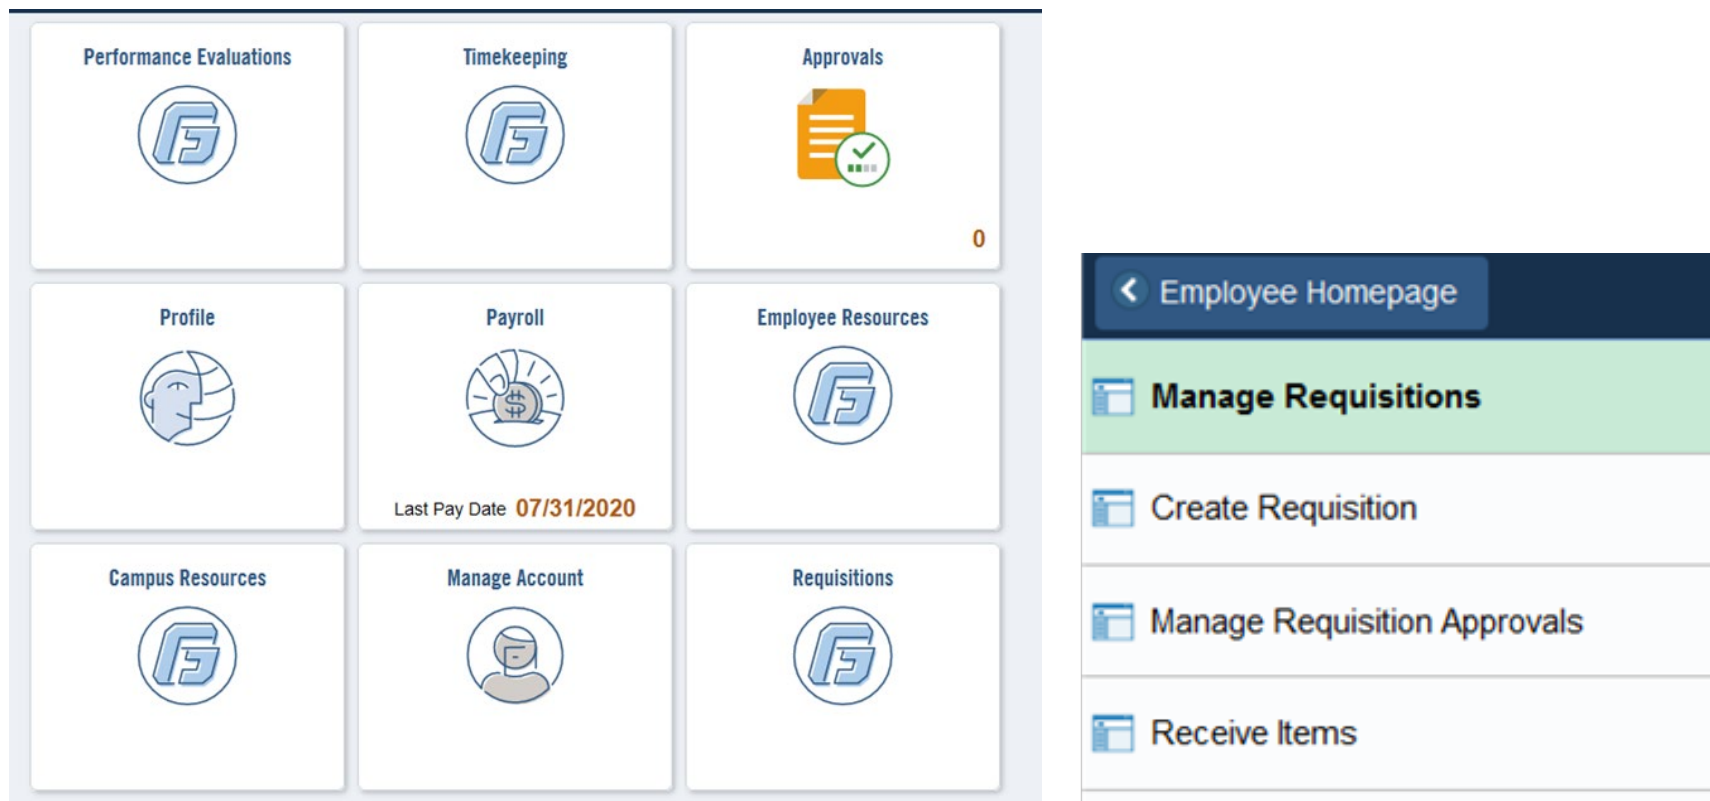 Performance Evaluations
Timekeeping
Approvals
0
Profile
Payroll
Employee Resources
Last Pay Date 07/31/2020
Campus Resources
Manage Account
Requisitions
Employee Homepage
Manage Requisitions
Create Requisition
Manage Requisition Approvals
Receive Items